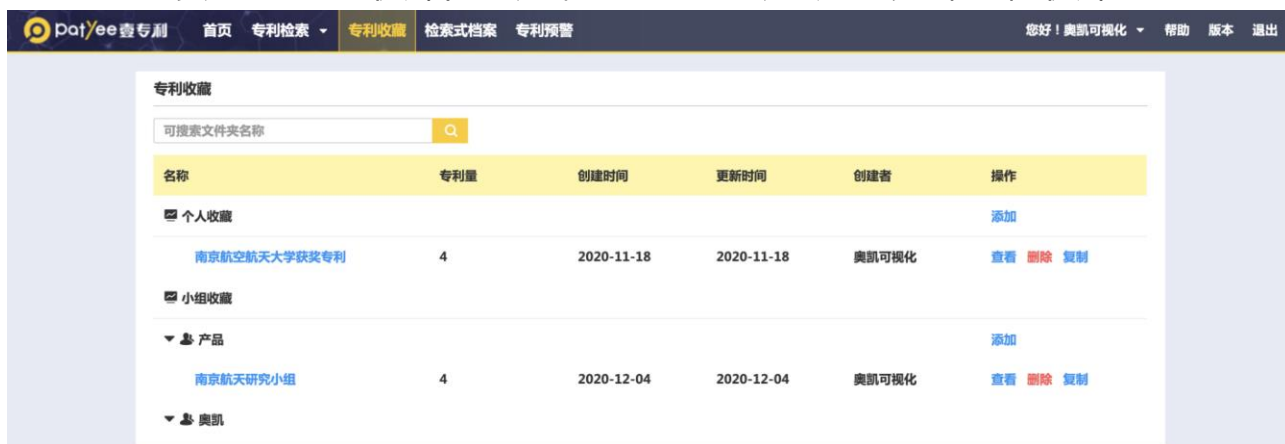 patyee壹专利 首页 专利检索 专利收藏 检索式档案 专利预警 您好！奥凯可视化 帮助 版本 退出
专利收藏
可搜索文件夹名称
名称 专利量 创建时间 更新时间 创建者 操作
个人收藏 添加
南京航空航天大学获奖专利 4 2020-11-18 2020-11-18 奥凯可视化 查看 删除 复制
小组收藏
产品 添加
南京航天研究小组 4 2020-12-04 2020-12-04 奥凯可视化 查看 删除 复制
奥凯